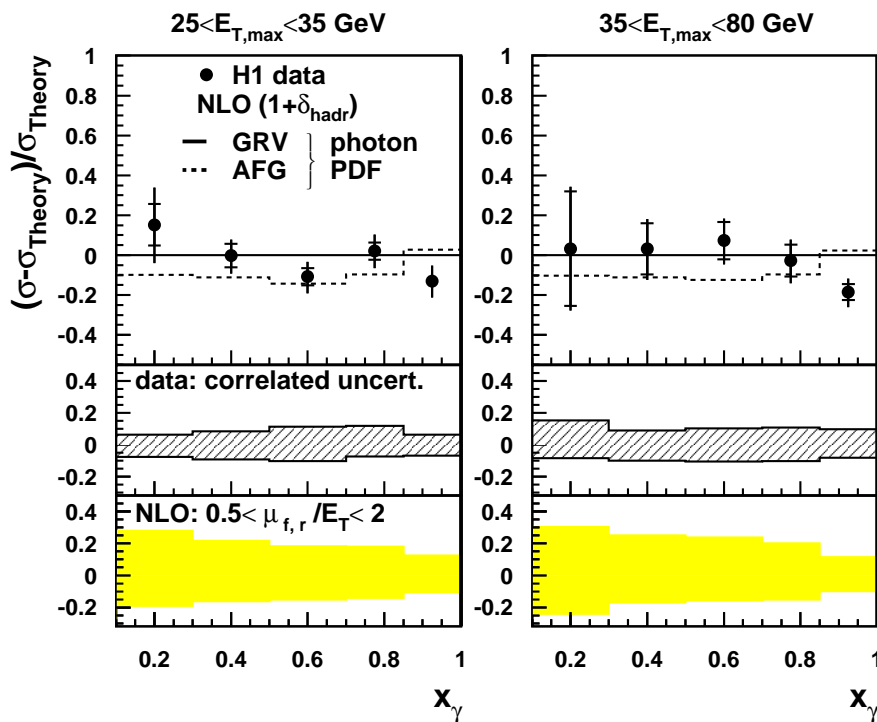 25<E_T,max<35 GeV
35<E_T,max<80 GeV
(σ-σ_Theory)/σ_Theory
1
0.8
0.6
0.4
0.2
0
-0.2
-0.4
H1 data
NLO (1+δ_hadr)
GRV } photon
AFG } PDF
1
0.8
0.6
0.4
0.2
0
-0.2
-0.4
data: correlated uncert.
0.4
0.2
0
-0.2
0.4
0.2
0
-0.2
NLO: 0.5< μ_f, r /E_T< 2
0.4
0.2
0
-0.2
0.4
0.2
0
-0.2
0.2 0.4 0.6 0.8 1
0.2 0.4 0.6 0.8 1
x_γ
x_γ